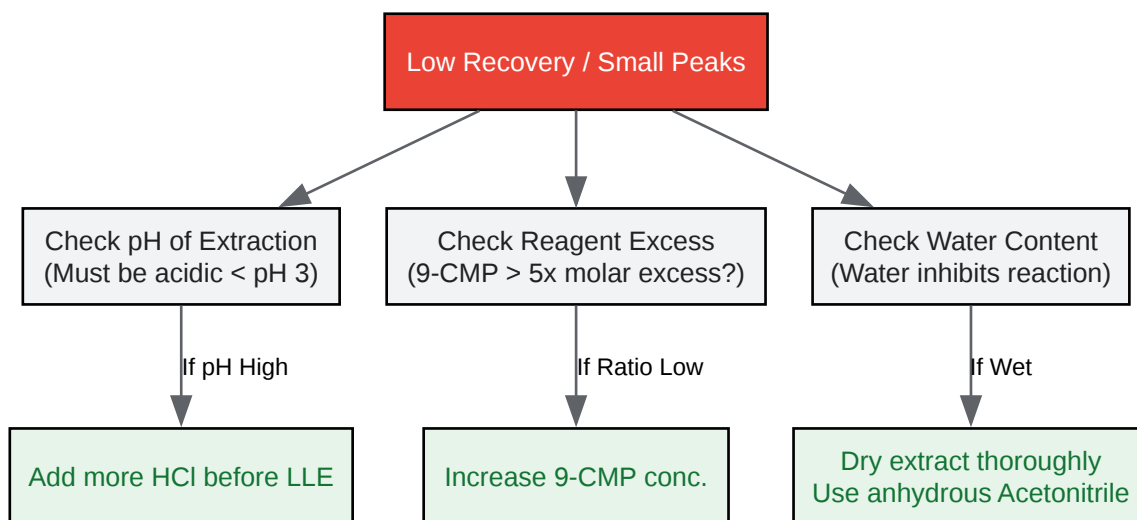 Low Recovery / Small Peaks
Check pH of Extraction
(Must be acidic < pH 3)
Check Reagent Excess
(9-CMP > 5x molar excess?)
Check Water Content
(Water inhibits reaction)
If pH High
If Ratio Low
If Wet
Add more HCl before LLE
Increase 9-CMP conc.
Dry extract thoroughly
Use anhydrous Acetonitrile